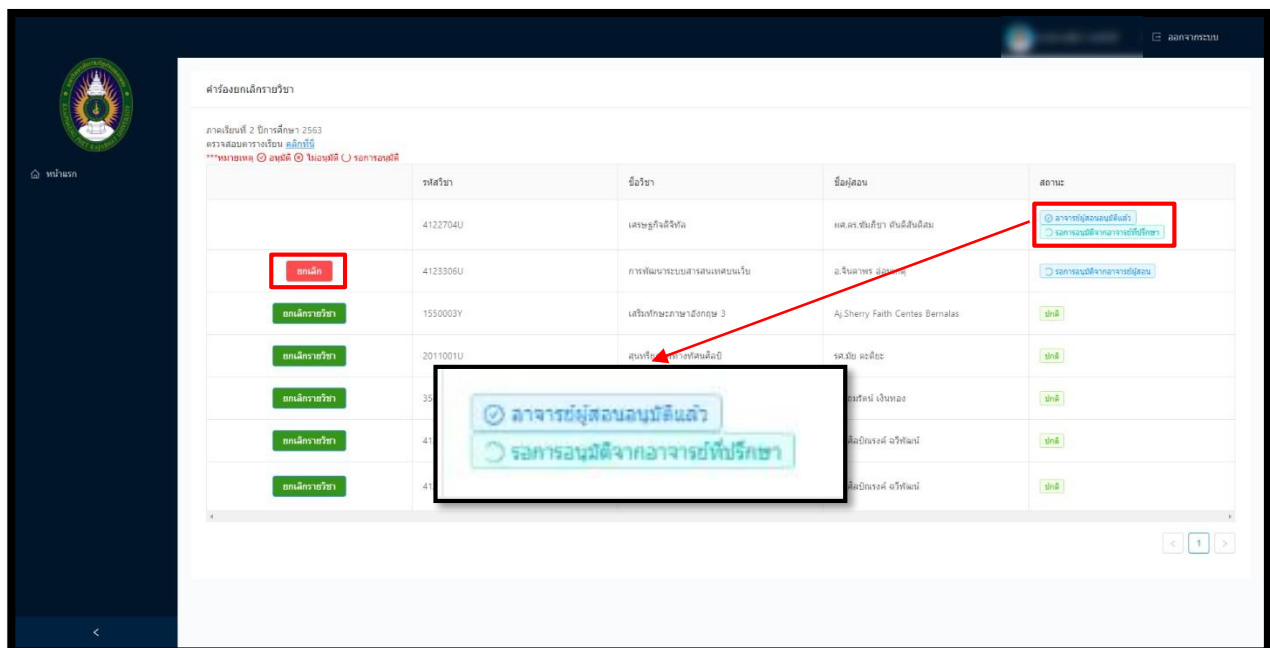 ออกจากระบบ
หน้าแรก
คำร้องยกเลิกรายวิชา
ภาคเรียนที่ 2 ปีการศึกษา 2563
ตรวจสอบตารางเรียน คลิกที่นี่
***หมายเหตุ อนุมัติ ไม่อนุมัติ รอการอนุมัติ
รหัสวิชา ชื่อวิชา ชื่อผู้สอน สถานะ
4122704U เศรษฐกิจดิจิทัล อาจารย์ผู้สอนอนุมัติแล้ว
รอการอนุมัติจากอาจารย์ที่ปรึกษา
ยกเลิก 4123306U การพัฒนาระบบสารสนเทศบนเว็บ อ.จินดาพร รอการอนุมัติจากอาจารย์ผู้สอน
ยกเลิกรายวิชา 1550003Y เสริมทักษะภาษาอังกฤษ 3 Aj.Sherry Faith Centes Bernalas ปกติ
ยกเลิกรายวิชา 2011001U ปกติ
ยกเลิกรายวิชา 35 เงินทอง ปกติ
อาจารย์ผู้สอนอนุมัติแล้ว
รอการอนุมัติจากอาจารย์ที่ปรึกษา
ยกเลิกรายวิชา 41 ปกติ
ยกเลิกรายวิชา 41 ปกติ
< 1 >
<